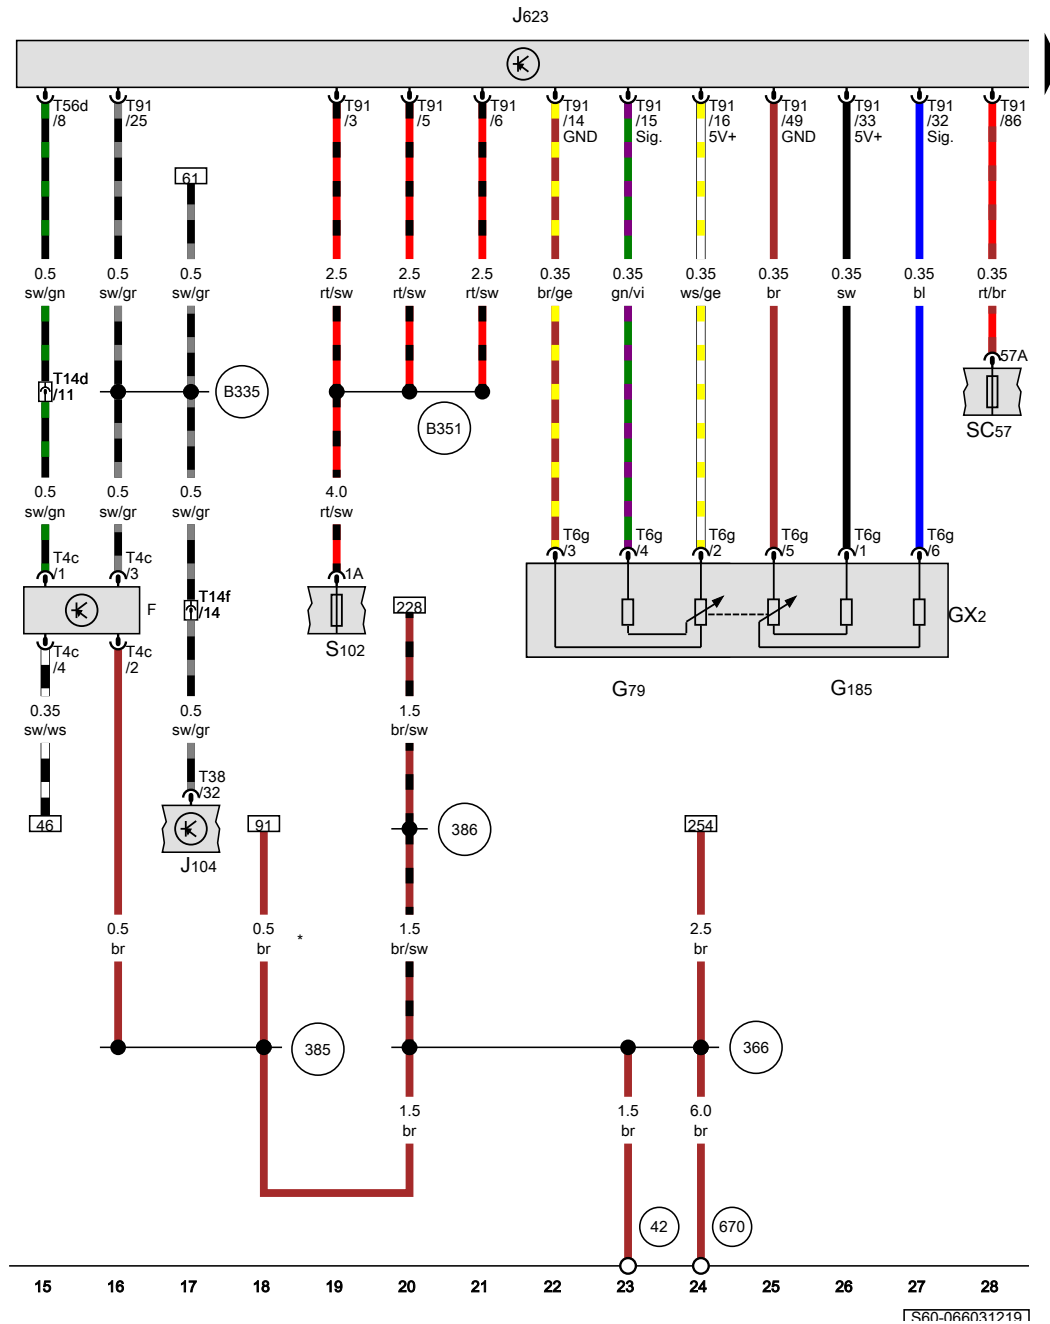 J623
T56d T91 T91 T91 T91 T91 T91 T91 T91 T91 T91 T91
/8 /25 /3 /5 /6 /14 /15 /16 /49 /33 /32 /86
GND Sig. 5V+ GND 5V+ Sig.
61
0.5 0.5 0.5 2.5 2.5 2.5 0.35 0.35 0.35 0.35 0.35 0.35 0.35
sw/gn sw/gr sw/gr rt/sw rt/sw rt/sw br/ge gn/vi ws/ge br sw bl rt/br
57A
T14d
/11
B335
B351
SC57
0.5 0.5 0.5 4.0
sw/gn sw/gr sw/gr rt/sw
T6g T6g T6g T6g T6g T6g
/3 /4 /2 /5 /1 /6
T4c T4c
/1 /3 1A
T14f
/14
F
228
GX2
S102
T4c T4c
/4 /2
G79 G185
0.35 0.5 1.5
sw/ws sw/gr br/sw
T38
/32
46 91 254
386
J104
0.5 0.5 * 1.5 2.5
br br br/sw br
385 366
1.5 1.5 6.0
br br br
42 670
15 16 17 18 19 20 21 22 23 24 25 26 27 28
S60-066031219